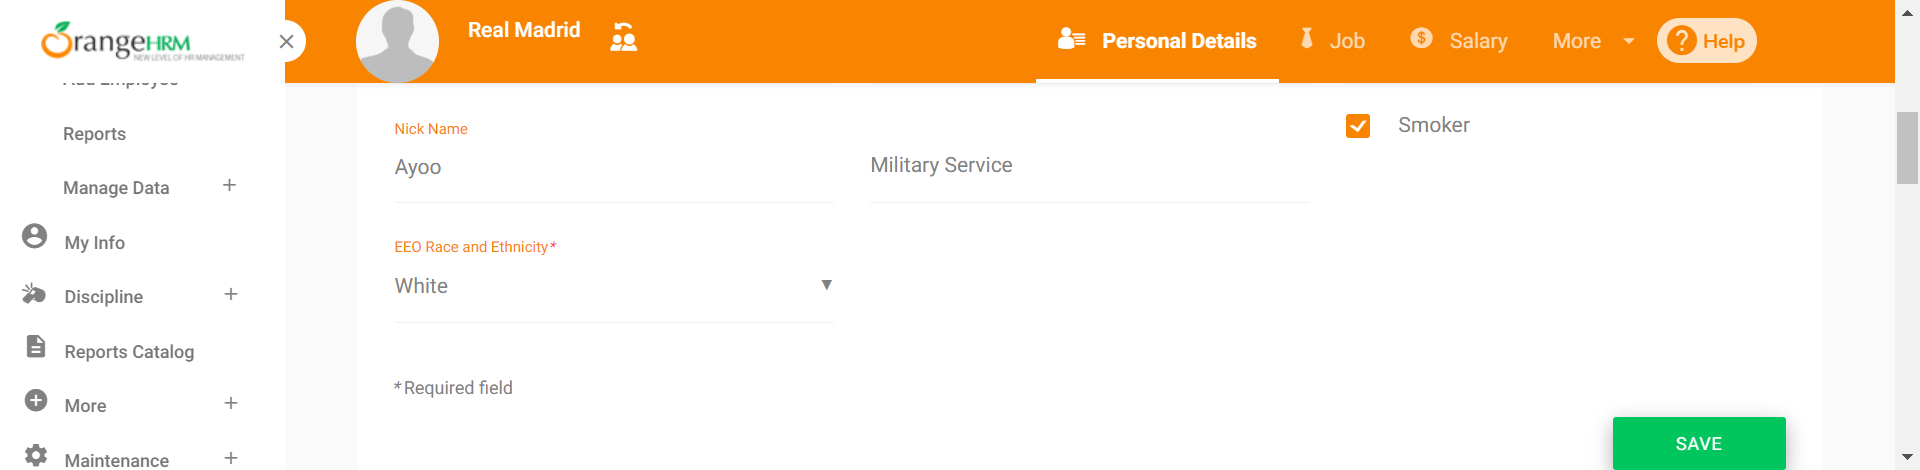 OrangeHRM
NEW LEVEL OF HR MANAGEMENT
Add Employee
Reports
Manage Data +
My Info
Discipline +
Reports Catalog
More +
Maintenance +
Real Madrid
Personal Details
Job
Salary
More
? Help
Nick Name
Ayoo
Military Service
Smoker
EEO Race and Ethnicity*
White
* Required field
SAVE